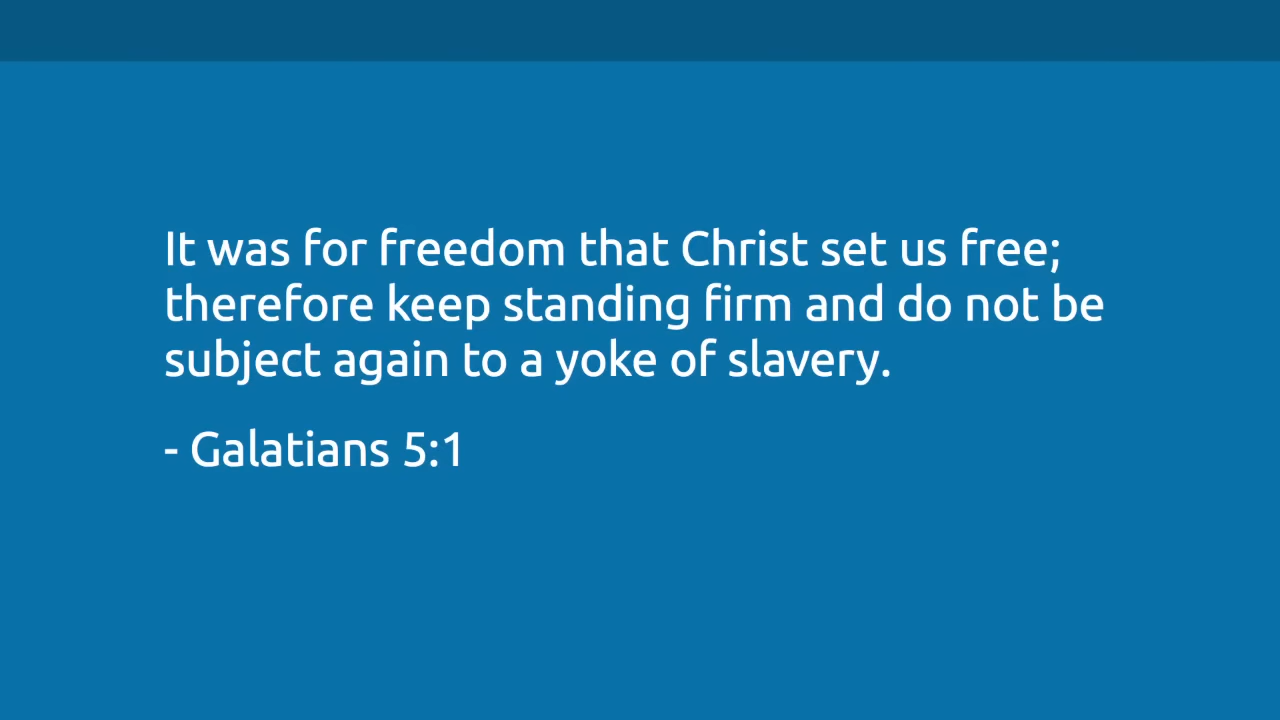 It was for freedom that Christ set us free;
therefore keep standing firm and do not be
subject again to a yoke of slavery.
- Galatians 5:1